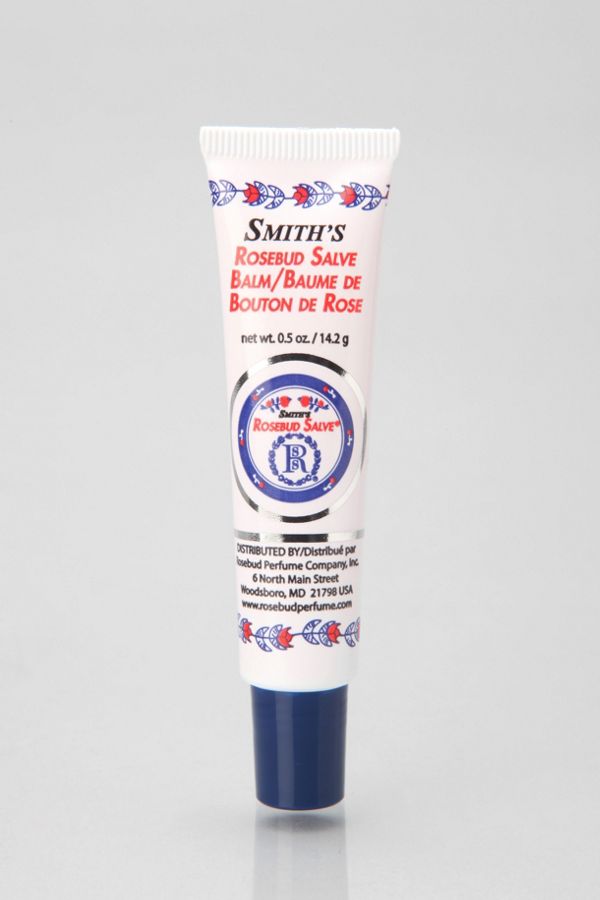 SMITH'S
ROSEBUD SALVE
BALM/BAUME DE
BOUTON DE ROSE
net wt. 0.5 oz. / 14.2 g
SMITH'S
ROSEBUD SALVE®
R
DISTRIBUTED BY/Distribué par
Rosebud Perfume Company, Inc.
6 North Main Street
Woodsboro, MD 21798 USA
www.rosebudperfume.com